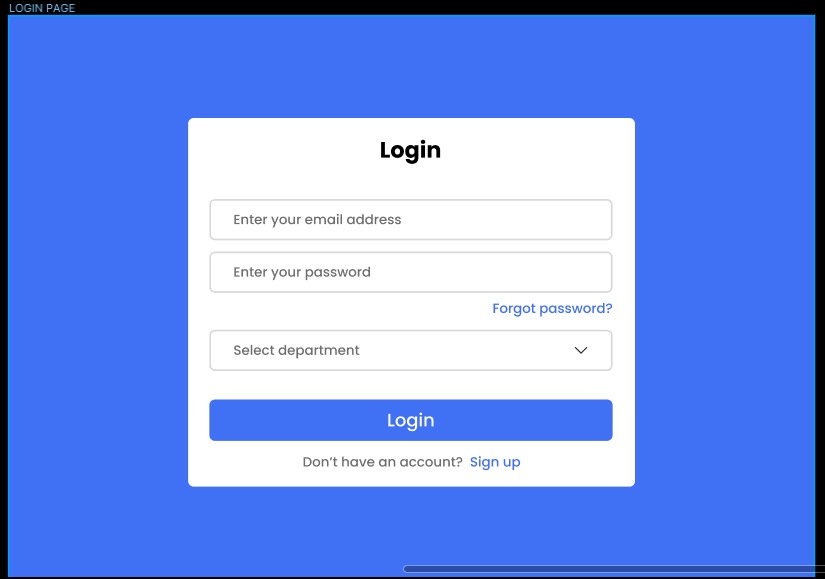 LOGIN PAGE
Login
Enter your email address
Enter your password
Forgot password?
Select department
Login
Don’t have an account? Sign up